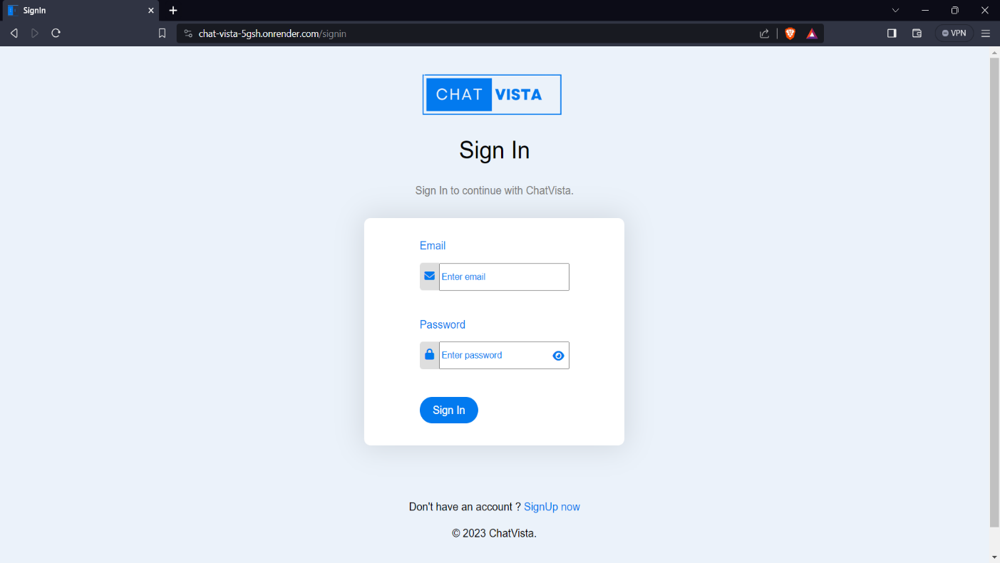 SignIn
chat-vista-5gsh.onrender.com/signin
VPN
CHAT VISTA
Sign In
Sign In to continue with ChatVista.
Email
Enter email
Password
Enter password
Sign In
Don't have an account ? SignUp now
© 2023 ChatVista.